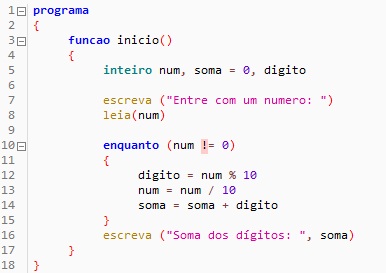 1 programa
2 {
3 funcao inicio()
4 {
5 inteiro num, soma = 0, digito
6
7 escreva ("Entre com um numero: ")
8 leia(num)
9
10 enquanto (num != 0)
11 {
12 digito = num % 10
13 num = num / 10
14 soma = soma + digito
15 }
16 escreva ("Soma dos dígitos: ", soma)
17 }
18 }